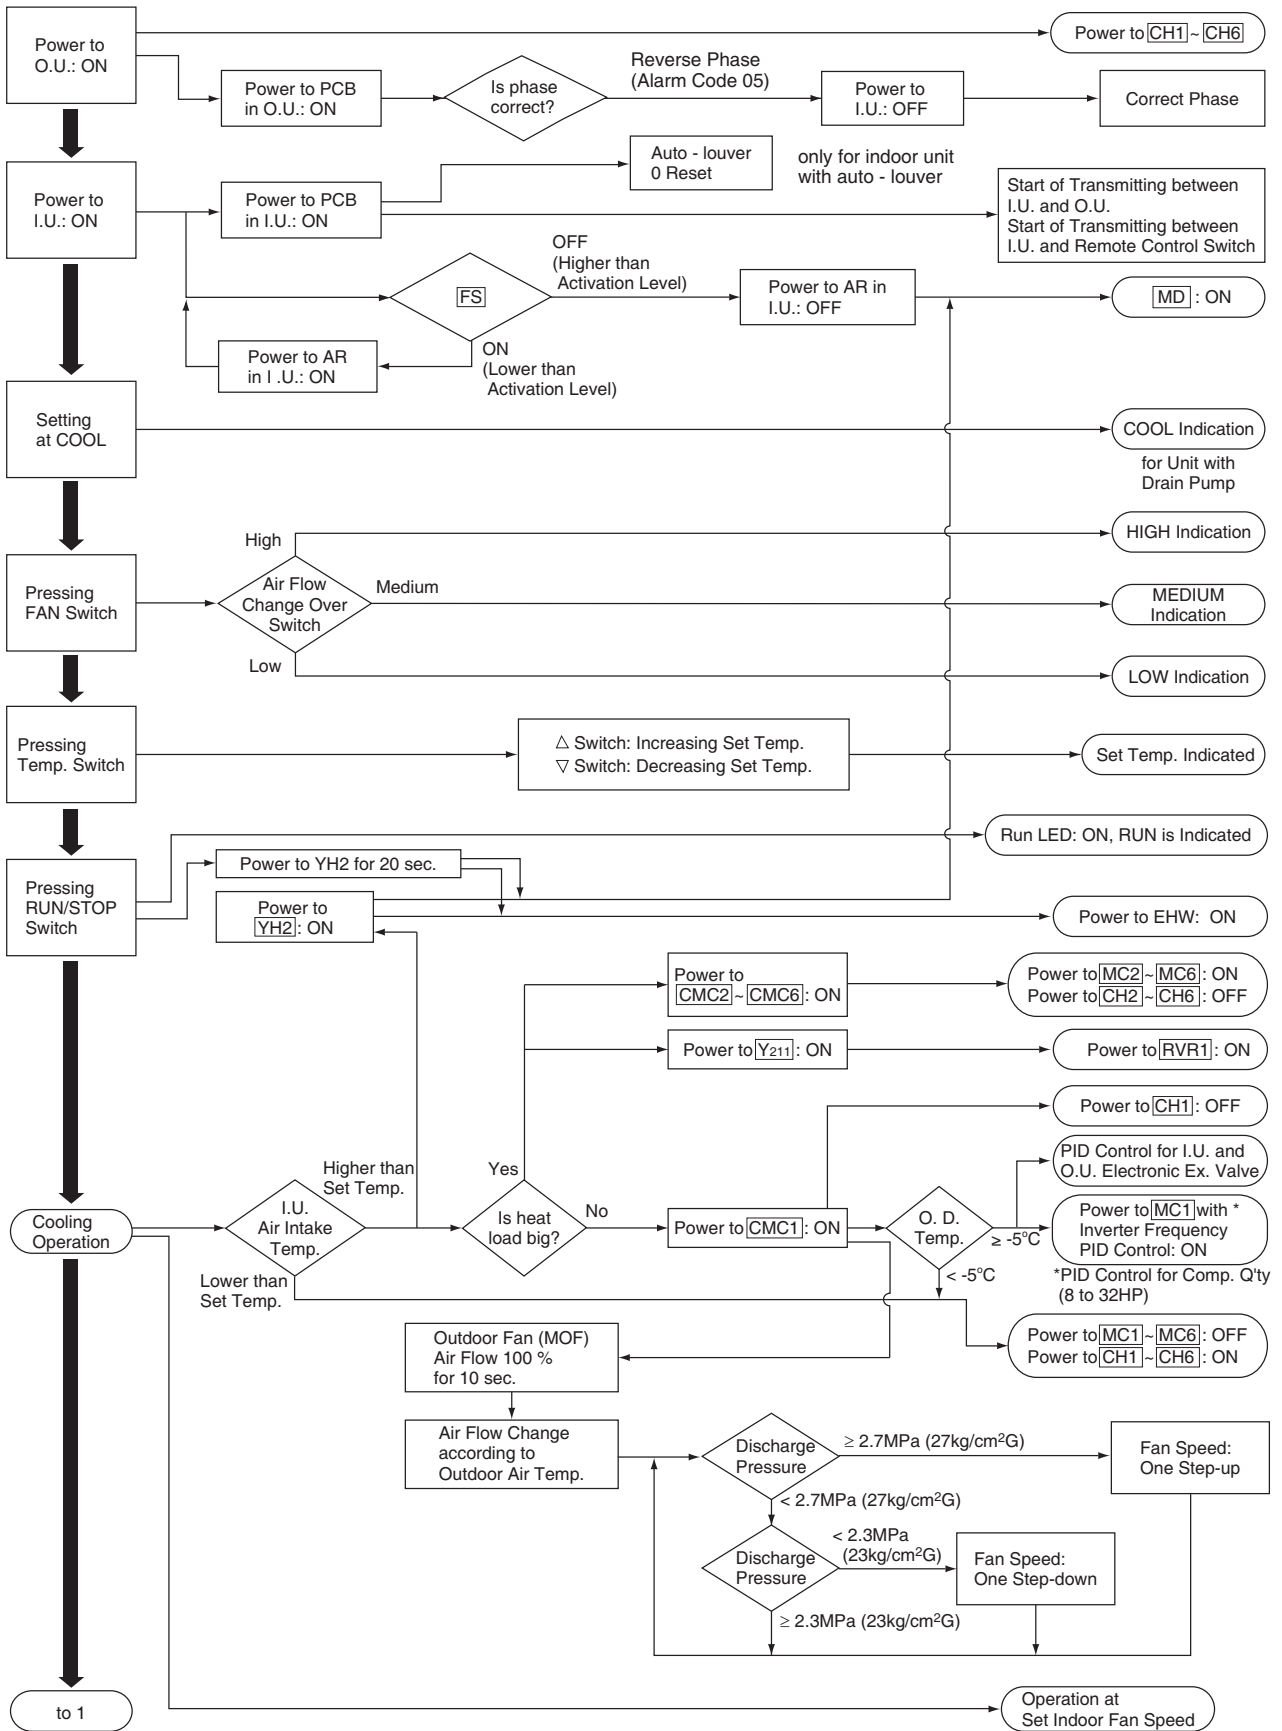 Power to
O.U.: ON
Power to CH1 ~ CH6
Power to PCB
in O.U.: ON
Is phase
correct?
Reverse Phase
(Alarm Code 05)
Power to
I.U.: OFF
Correct Phase
Power to
I.U.: ON
Power to PCB
in I.U.: ON
Auto - louver
0 Reset
only for indoor unit
with auto - louver
Start of Transmitting between
I.U. and O.U.
Start of Transmitting between
I.U. and Remote Control Switch
FS
OFF
(Higher than
Activation Level)
Power to AR in
I.U.: OFF
MD : ON
Power to AR
in I .U.: ON
ON
(Lower than
Activation Level)
Setting
at COOL
COOL Indication
for Unit with
Drain Pump
High
HIGH Indication
Pressing
FAN Switch
Air Flow
Change Over
Switch
Medium
MEDIUM
Indication
Low
LOW Indication
Pressing
Temp. Switch
△ Switch: Increasing Set Temp.
▽ Switch: Decreasing Set Temp.
Set Temp. Indicated
Run LED: ON, RUN is Indicated
Pressing
RUN/STOP
Switch
Power to YH2 for 20 sec.
Power to
YH2 : ON
Power to EHW: ON
Power to
CMC2 ~ CMC6 : ON
Power to MC2 ~ MC6 : ON
Power to CH2 ~ CH6 : OFF
Power to Y211 : ON
Power to RVR1 : ON
Power to CH1 : OFF
PID Control for I.U. and
O.U. Electronic Ex. Valve
Cooling
Operation
I.U.
Air Intake
Temp.
Higher than
Set Temp.
Yes
Is heat
load big?
No
Power to CMC1 : ON
O. D.
Temp.
≥ -5°C
Power to MC1 with *
Inverter Frequency
PID Control: ON
*PID Control for Comp. Q'ty
(8 to 32HP)
< -5°C
Lower than
Set Temp.
Power to MC1 ~ MC6 : OFF
Power to CH1 ~ CH6 : ON
Outdoor Fan (MOF)
Air Flow 100 %
for 10 sec.
Air Flow Change
according to
Outdoor Air Temp.
Discharge
Pressure
≥ 2.7MPa (27kg/cm²G)
Fan Speed:
One Step-up
< 2.7MPa (27kg/cm²G)
Discharge
Pressure
< 2.3MPa
(23kg/cm²G)
Fan Speed:
One Step-down
≥ 2.3MPa (23kg/cm²G)
to 1
Operation at
Set Indoor Fan Speed